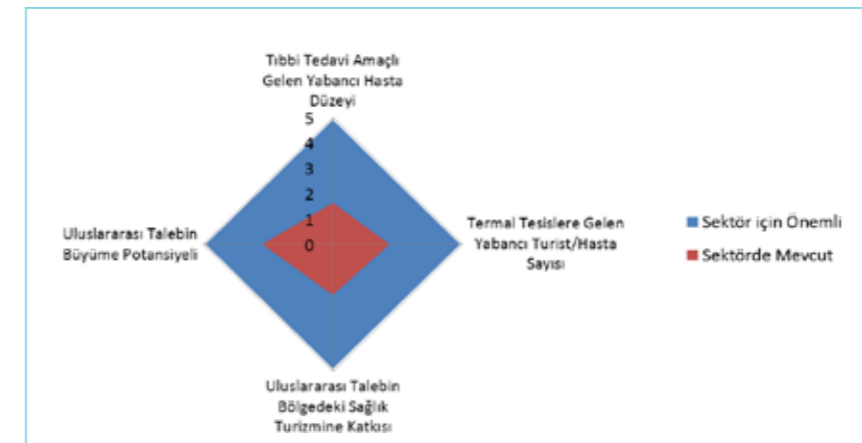 Tıbbi Tedavi Amaçlı
Gelen Yabancı Hasta
Düzeyi
5
4
3
2
1
0
Uluslararası Talebin
Büyüme Potansiyeli
Termal Tesislere Gelen
Yabancı Turist/Hasta
Sayısı
Sektör için Önemli
Sektörde Mevcut
Uluslararası Talebin
Bölgedeki Sağlık
Turizmine Katkısı